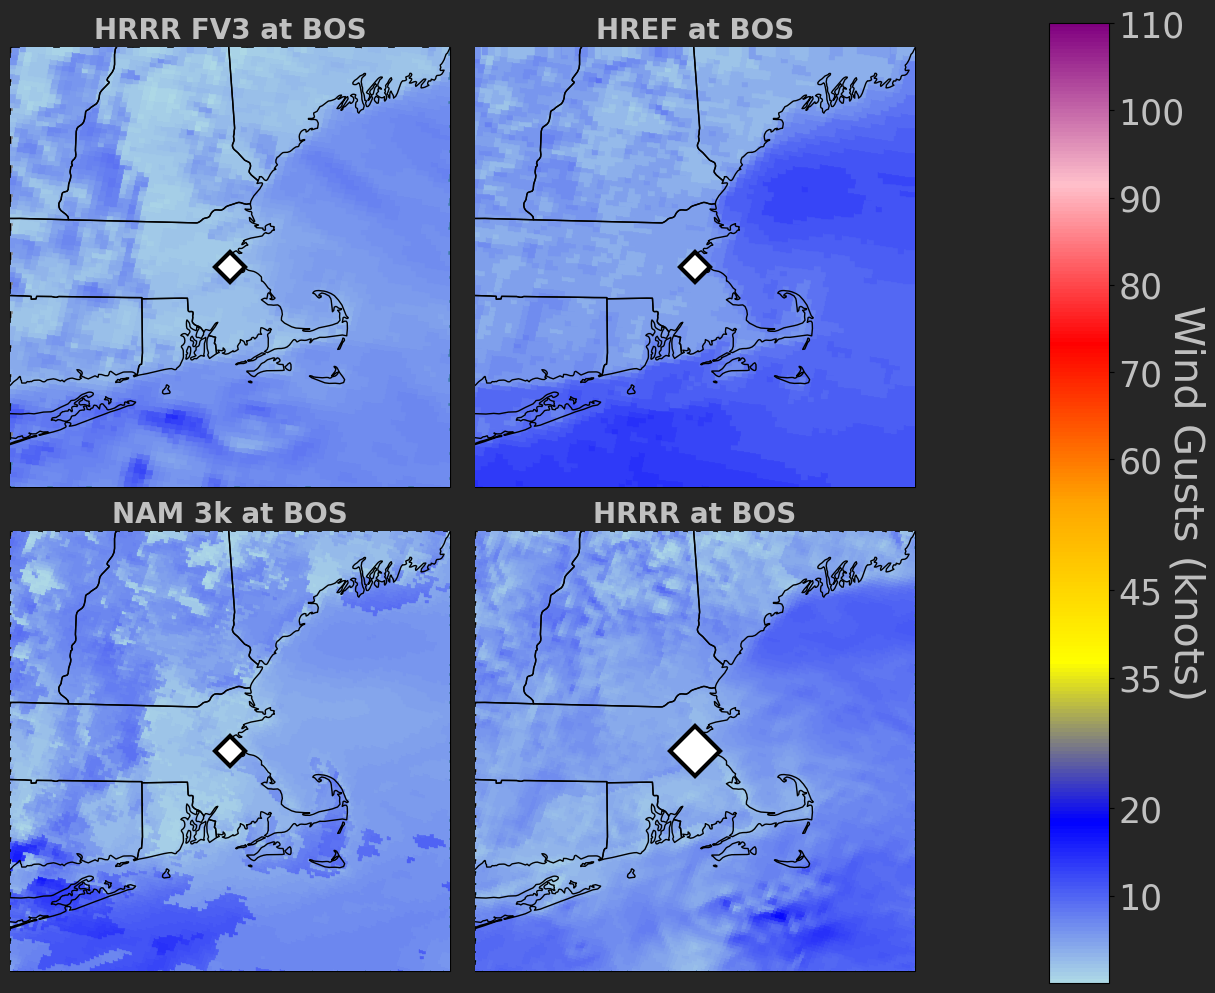 HRRR FV3 at BOS
HREF at BOS
NAM 3k at BOS
HRRR at BOS
110
100
90
80
70
60
45
35
20
10
Wind Gusts (knots)